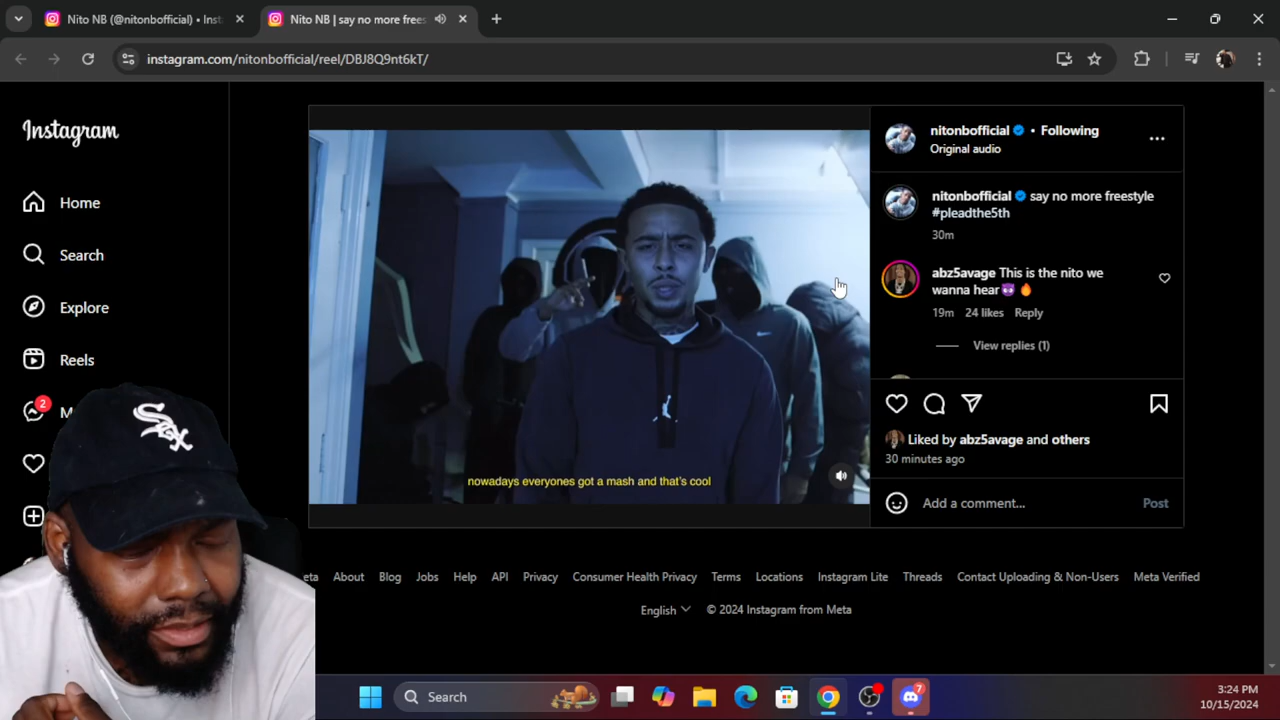 Nito NB (@nitonbofficial) • Inst
Nito NB | say no more frees
instagram.com/nitonbofficial/reel/DBJ8Q9nt6kT/
Instagram
Home
Search
Explore
Reels
2
M
nowadays everyones got a mash and that's cool
nitonbofficial • Following
Original audio
nitonbofficial say no more freestyle
#pleadthe5th
30m
abz5avage This is the nito we
wanna hear😈🔥
19m 24 likes Reply
View replies (1)
Liked by abz5avage and others
30 minutes ago
Add a comment...
Post
eta About Blog Jobs Help API Privacy Consumer Health Privacy Terms Locations Instagram Lite Threads Contact Uploading & Non-Users Meta Verified
English © 2024 Instagram from Meta
Sox
Search
7
3:24 PM
10/15/2024